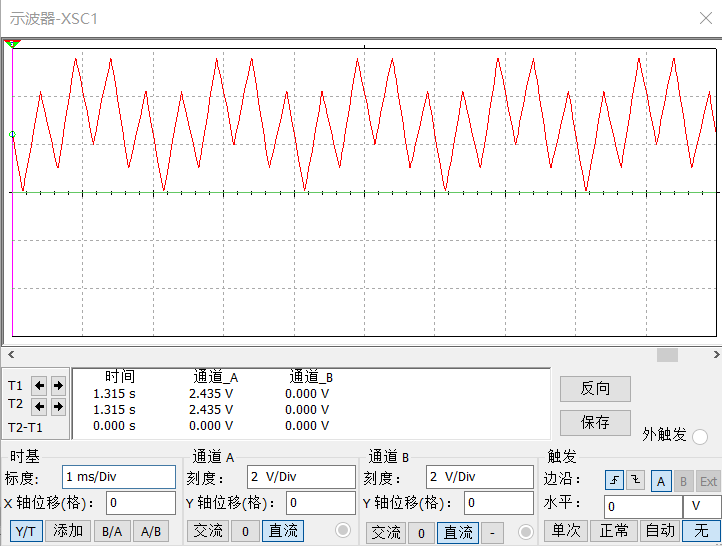 示波器-XSC1
T1
T2
T2-T1
时间 通道_A 通道_B
1.315 s 2.435 V 0.000 V
1.315 s 2.435 V 0.000 V
0.000 s 0.000 V 0.000 V
反向
保存
外触发
时基
标度: 1 ms/Div
X 轴位移(格): 0
Y/T 添加 B/A A/B
通道 A
刻度: 2 V/Div
Y 轴位移(格): 0
交流 0 直流
通道 B
刻度: 2 V/Div
Y 轴位移(格): 0
交流 0 直流 -
触发
边沿: A B Ext
水平: 0 V
单次 正常 自动 无